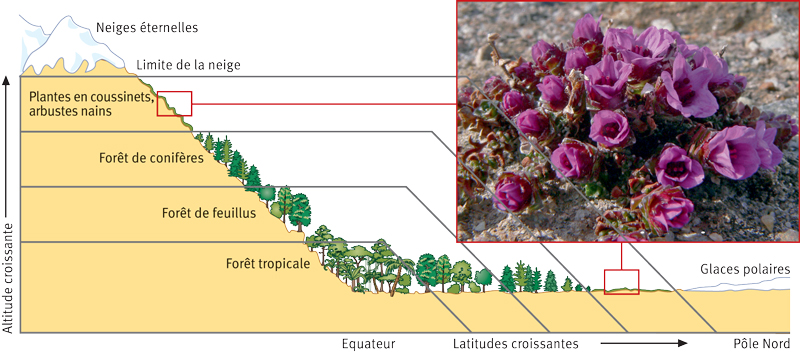 Neiges éternelles
Limite de la neige
Plantes en coussinets,
arbustes nains
Forêt de conifères
Forêt de feuillus
Forêt tropicale
Altitude croissante
Glaces polaires
Equateur
Latitudes croissantes
Pôle Nord